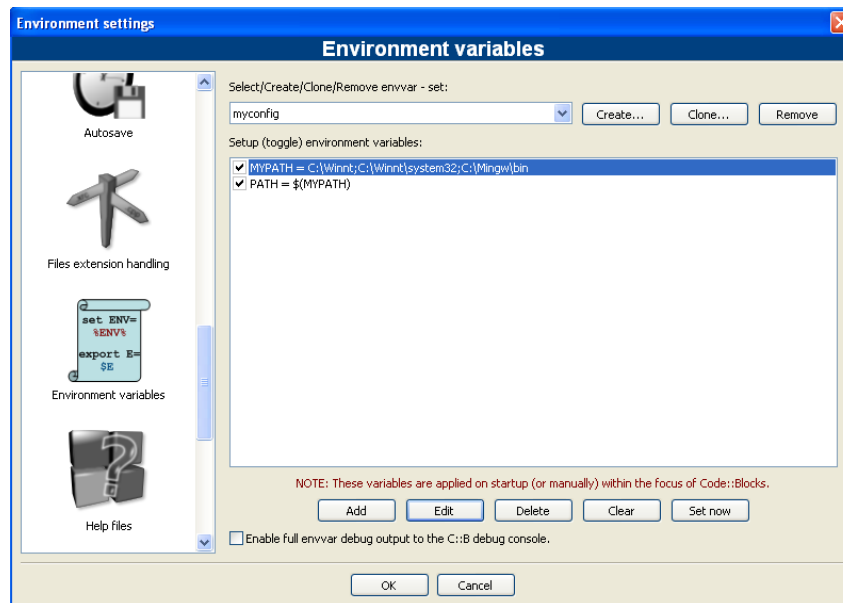 Environment settings
Environment variables
Autosave
Files extension handling
set ENV=
%ENV%
export E=
$E
Environment variables
?
Help files
Select/Create/Clone/Remove envvar - set:
myconfig
Create...
Clone...
Remove
Setup (toggle) environment variables:
MYPATH = C:\Winnt;C:\Winnt\system32;C:\Mingw\bin
PATH = $(MYPATH)
NOTE: These variables are applied on startup (or manually) within the focus of Code::Blocks.
Add
Edit
Delete
Clear
Set now
Enable full envvar debug output to the C::B debug console.
OK
Cancel